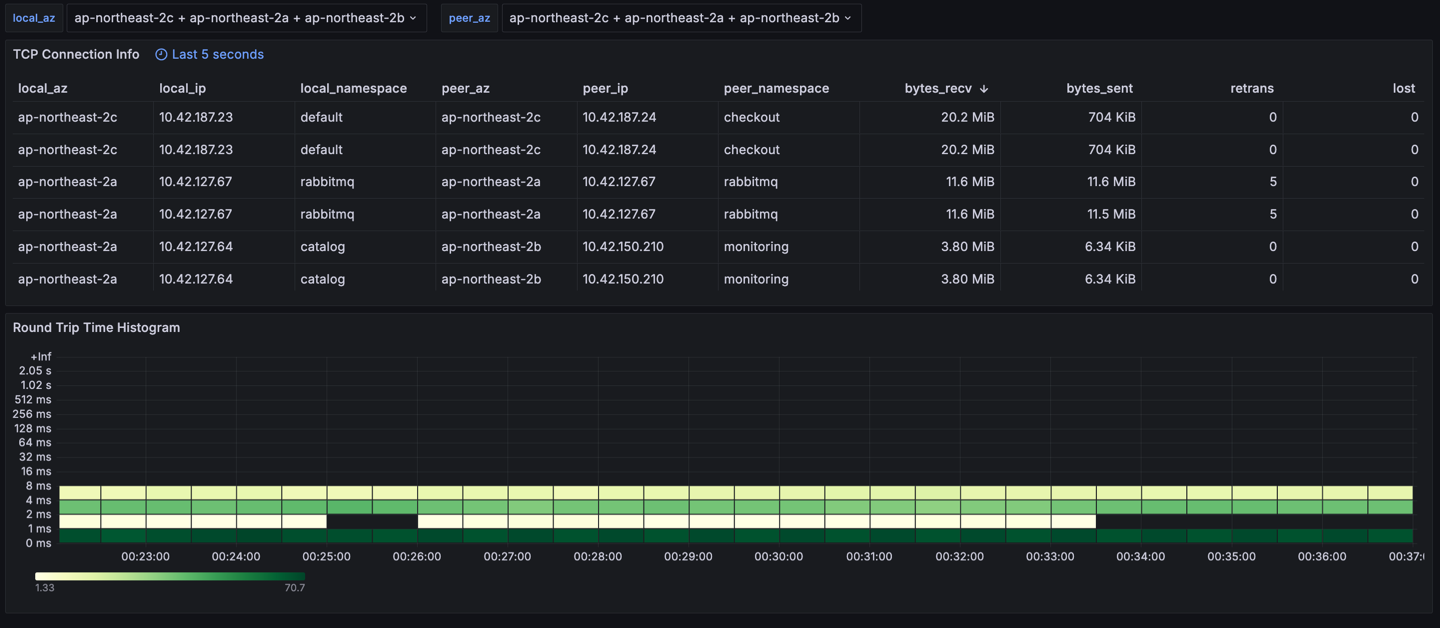 local_az ap-northeast-2c + ap-northeast-2a + ap-northeast-2b peer_az ap-northeast-2c + ap-northeast-2a + ap-northeast-2b
TCP Connection Info Last 5 seconds
local_az local_ip local_namespace peer_az peer_ip peer_namespace bytes_recv ↓ bytes_sent retrans lost
ap-northeast-2c 10.42.187.23 default ap-northeast-2c 10.42.187.24 checkout 20.2 MiB 704 KiB 0 0
ap-northeast-2c 10.42.187.23 default ap-northeast-2c 10.42.187.24 checkout 20.2 MiB 704 KiB 0 0
ap-northeast-2a 10.42.127.67 rabbitmq ap-northeast-2a 10.42.127.67 rabbitmq 11.6 MiB 11.6 MiB 5 0
ap-northeast-2a 10.42.127.67 rabbitmq ap-northeast-2a 10.42.127.67 rabbitmq 11.6 MiB 11.5 MiB 5 0
ap-northeast-2a 10.42.127.64 catalog ap-northeast-2b 10.42.150.210 monitoring 3.80 MiB 6.34 KiB 0 0
ap-northeast-2a 10.42.127.64 catalog ap-northeast-2b 10.42.150.210 monitoring 3.80 MiB 6.34 KiB 0 0
Round Trip Time Histogram
+Inf
2.05 s
1.02 s
512 ms
256 ms
128 ms
64 ms
32 ms
16 ms
8 ms
4 ms
2 ms
1 ms
0 ms
00:23:00 00:24:00 00:25:00 00:26:00 00:27:00 00:28:00 00:29:00 00:30:00 00:31:00 00:32:00 00:33:00 00:34:00 00:35:00 00:36:00 00:37:
1.33 70.7